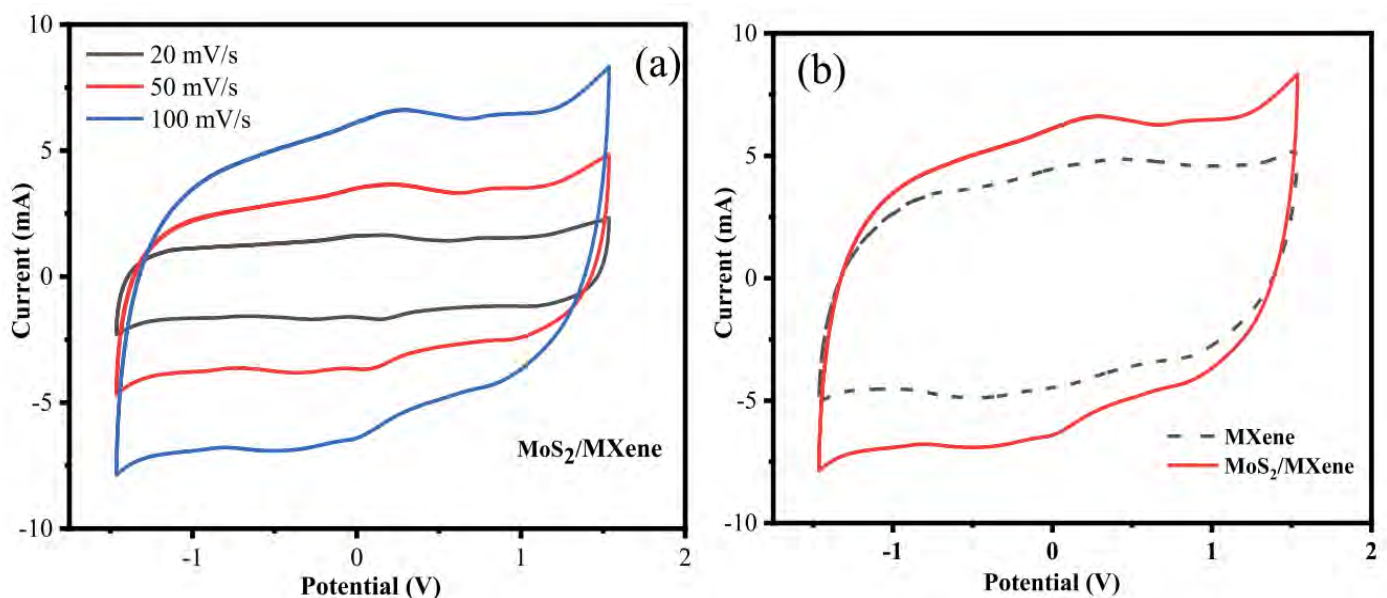 (a)
20 mV/s
50 mV/s
100 mV/s
10
5
0
-5
-10
Current (mA)
MoS₂/MXene
-1
0
1
2
Potential (V)
(b)
10
5
0
-5
-10
Current (mA)
MXene
MoS₂/MXene
-1
0
1
2
Potential (V)